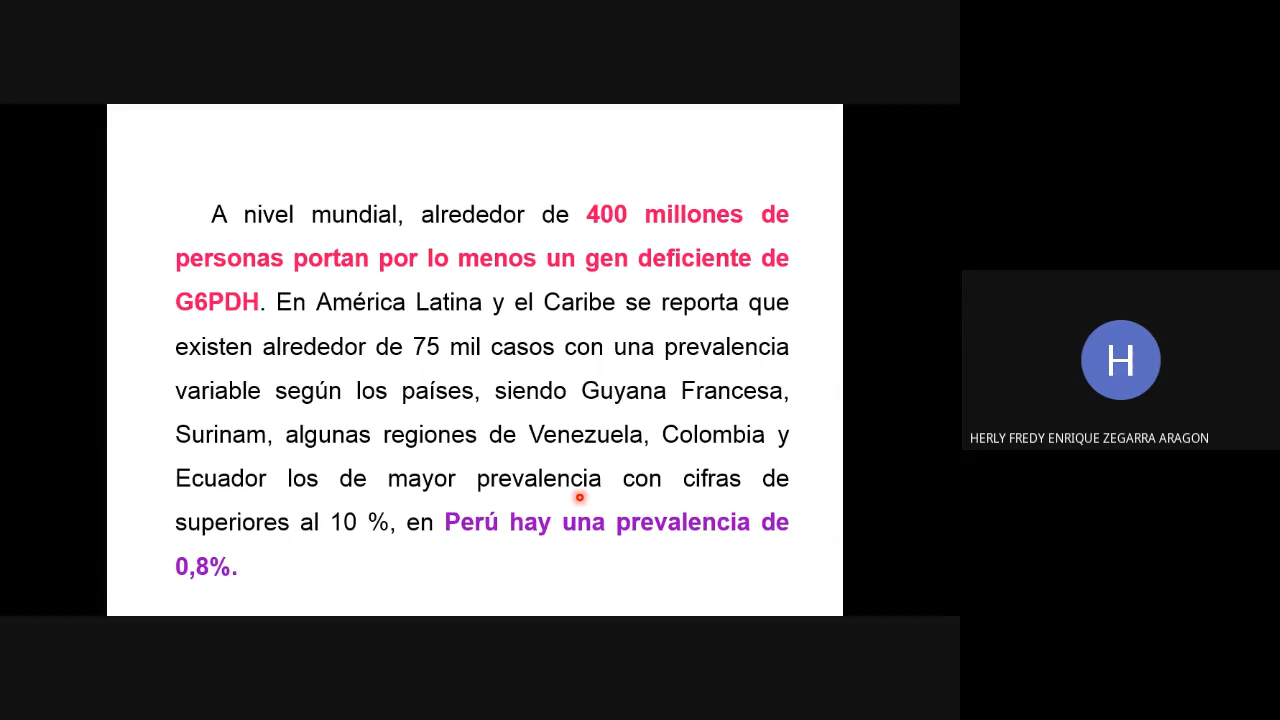 A nivel mundial, alrededor de 400 millones de
personas portan por lo menos un gen deficiente de
G6PDH. En América Latina y el Caribe se reporta que
existen alrededor de 75 mil casos con una prevalencia
variable según los países, siendo Guyana Francesa,
Surinam, algunas regiones de Venezuela, Colombia y
Ecuador los de mayor prevalencia con cifras de
superiores al 10 %, en Perú hay una prevalencia de
0,8%.
H
HERLY FREDY ENRIQUE ZEGARRA ARAGON